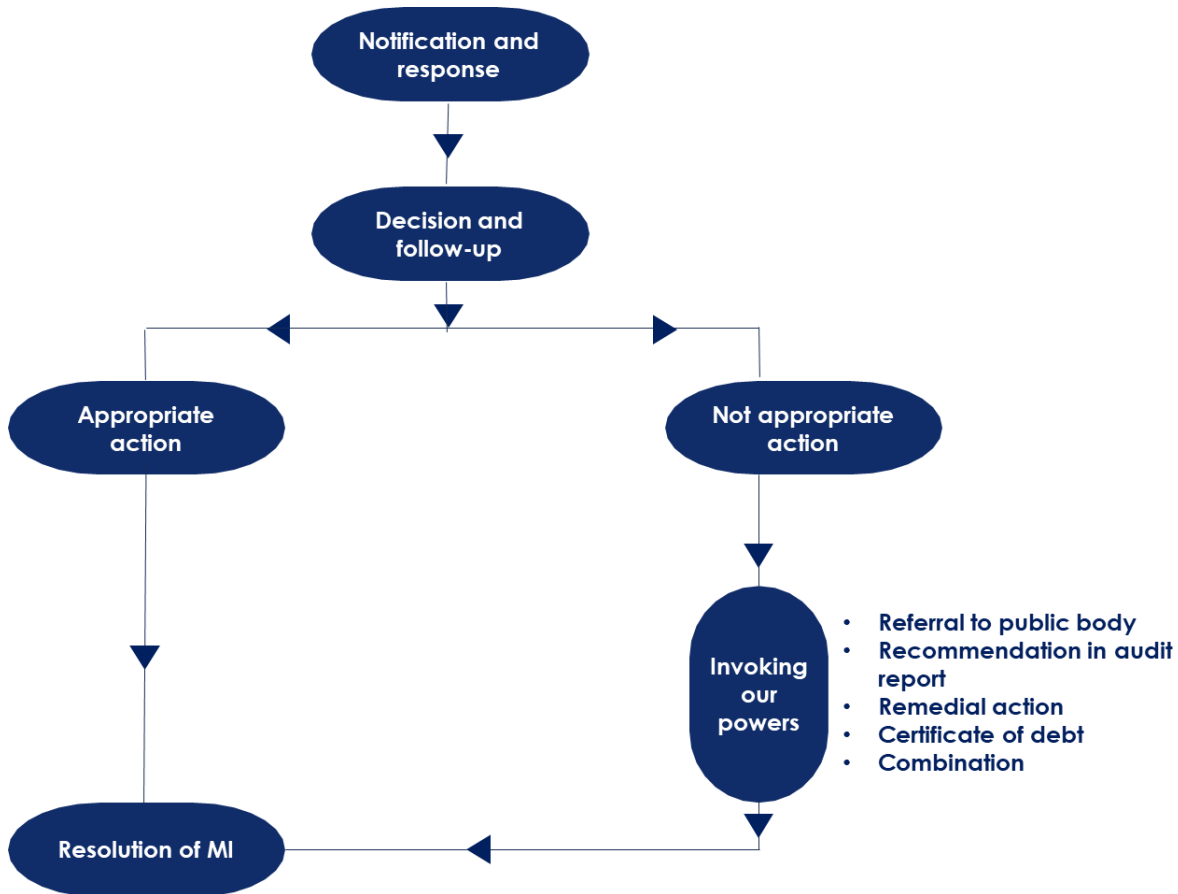 Notification and
response
Decision and
follow-up
Appropriate
action
Not appropriate
action
Invoking
our
powers
• Referral to public body
• Recommendation in audit
report
• Remedial action
• Certificate of debt
• Combination
Resolution of MI